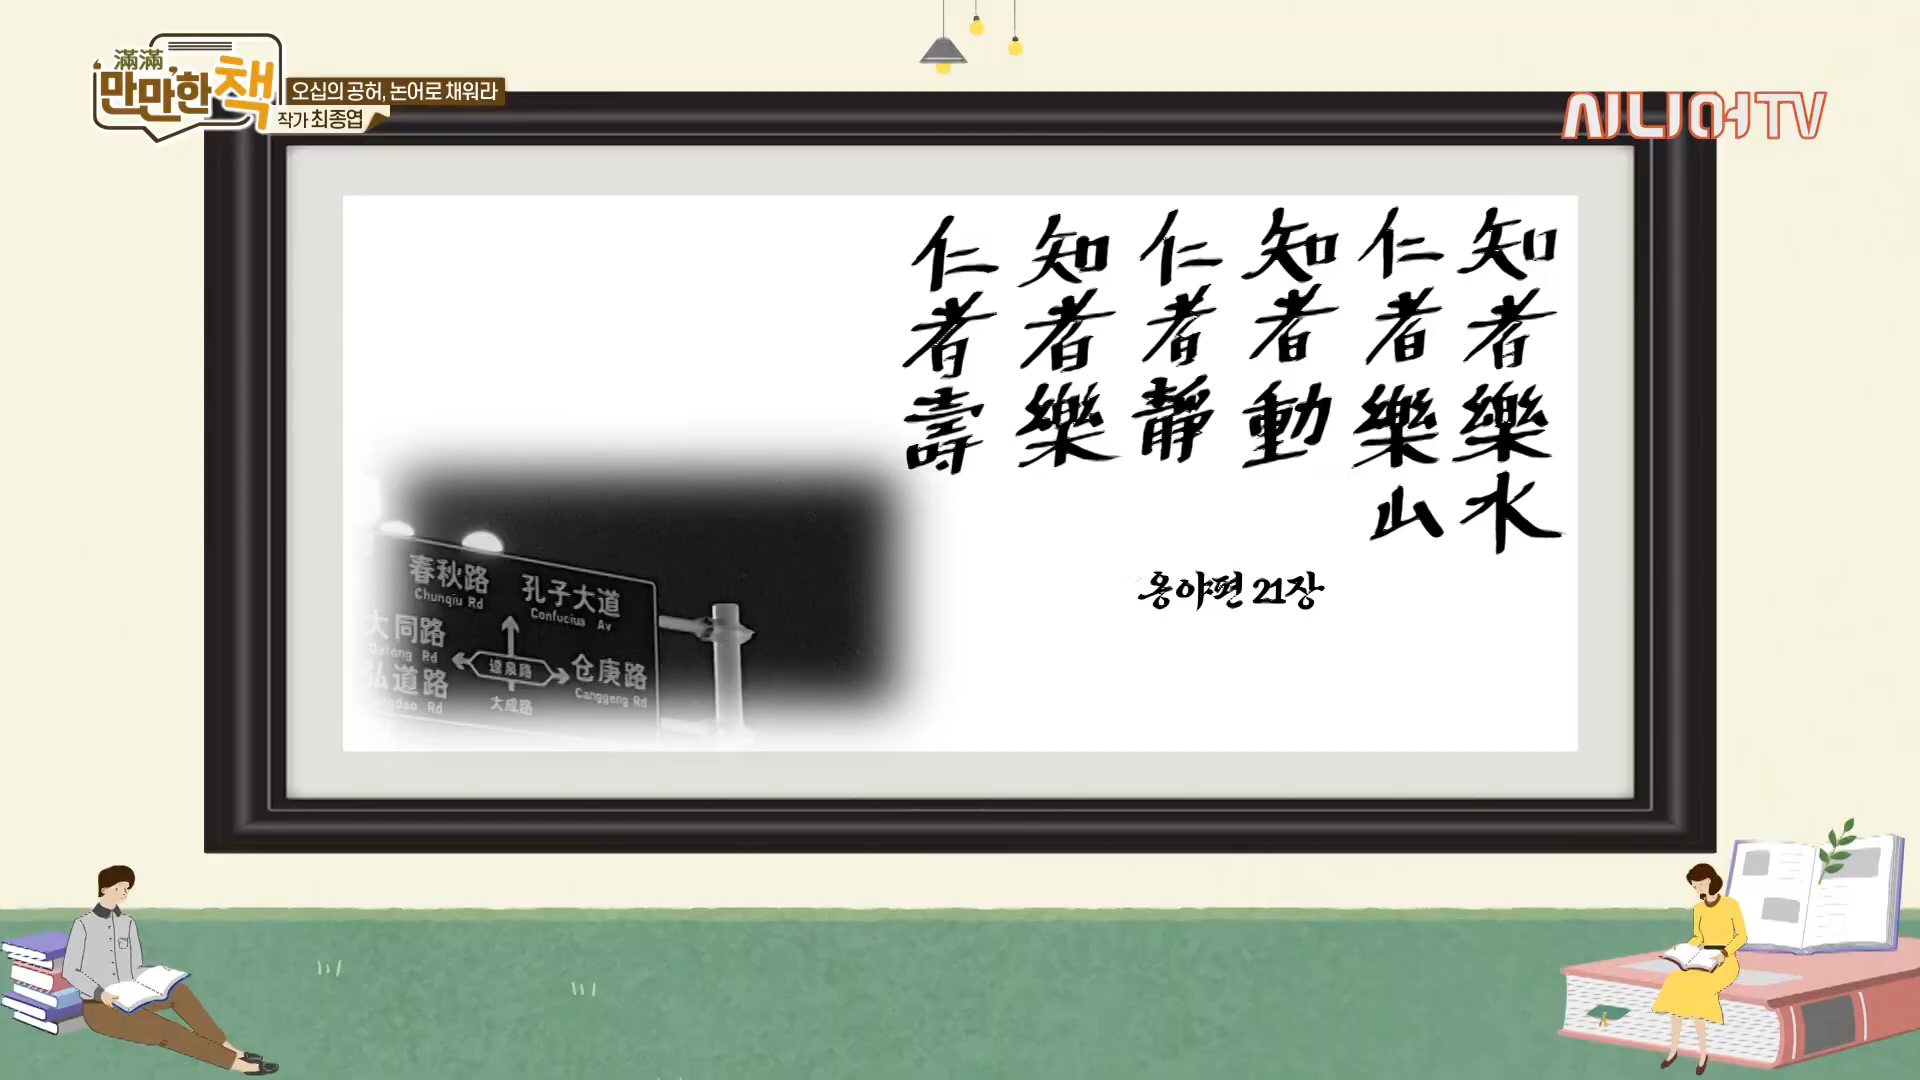 滿滿
'만만'한 책
오십의 공허, 논어로 채워라
작가 최종엽
시니어TV
知者樂水
仁者樂山
知者動
仁者靜
知者樂
仁者壽
옹야편 21장
春秋路
Chunqiu Rd
孔子大道
Confucius Av
大同路
Datong Rd
弘道路
仓庚路
Canggeng Rd
逵泉路
大成路